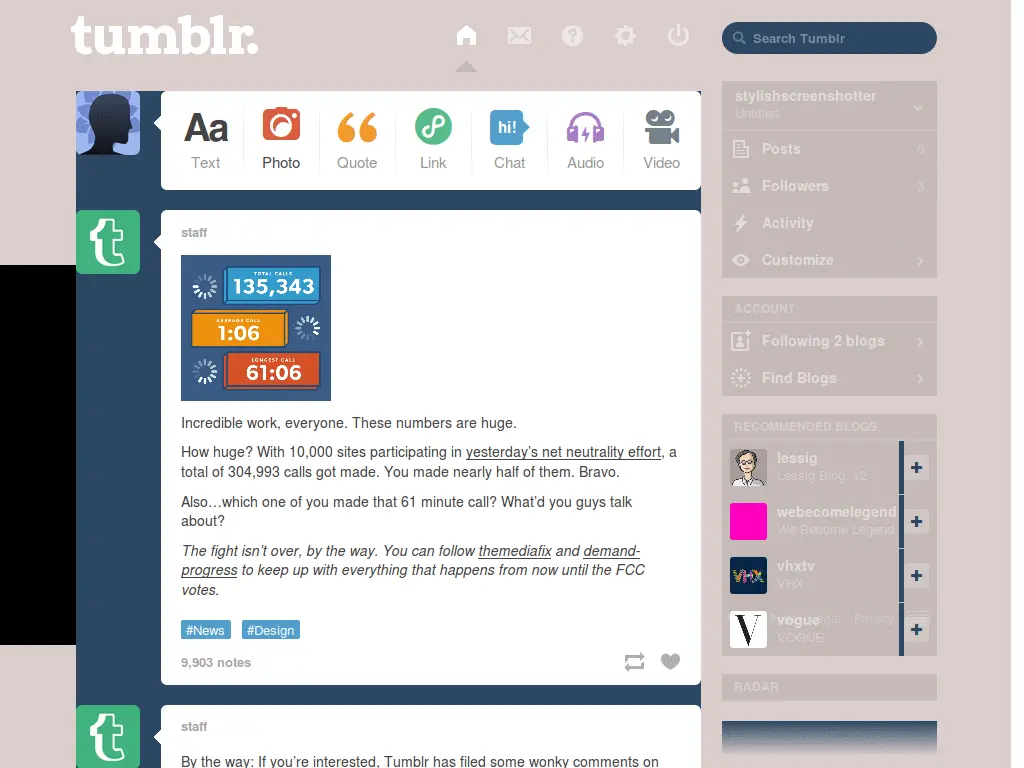 tumblr.
Search Tumblr
Aa
Text
Photo
Quote
Link
hi!
Chat
Audio
Video
stylishscreenshotter
Untitled
Posts 6
Followers 3
Activity
Customize
staff
TOTAL CALLS
135,343
AVERAGE CALL
1:06
LONGEST CALL
61:06
Incredible work, everyone. These numbers are huge.
How huge? With 10,000 sites participating in yesterday’s net neutrality effort, a
total of 304,993 calls got made. You made nearly half of them. Bravo.
Also…which one of you made that 61 minute call? What’d you guys talk
about?
The fight isn’t over, by the way. You can follow themediafix and demand-
progress to keep up with everything that happens from now until the FCC
votes.
#News #Design
9,903 notes
ACCOUNT
Following 2 blogs
Find Blogs
RECOMMENDED BLOGS
lessig
Lessig Blog, v2
webecomelegend
We Become Legend
vhxtv
VHX
VHX
V
vogue
VOGUE
Privacy
RADAR
staff
By the way: If you’re interested, Tumblr has filed some wonky comments on